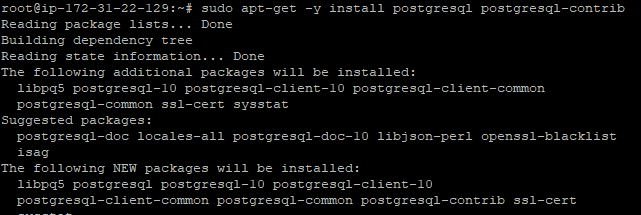 root@ip-172-31-22-129:~# sudo apt-get -y install postgresql postgresql-contrib
Reading package lists... Done
Building dependency tree
Reading state information... Done
The following additional packages will be installed:
  libpq5 postgresql-10 postgresql-client-10 postgresql-client-common
  postgresql-common ssl-cert sysstat
Suggested packages:
  postgresql-doc locales-all postgresql-doc-10 libjson-perl openssl-blacklist
  isag
The following NEW packages will be installed:
  libpq5 postgresql postgresql-10 postgresql-client-10
  postgresql-client-common postgresql-common postgresql-contrib ssl-cert
  sysstat